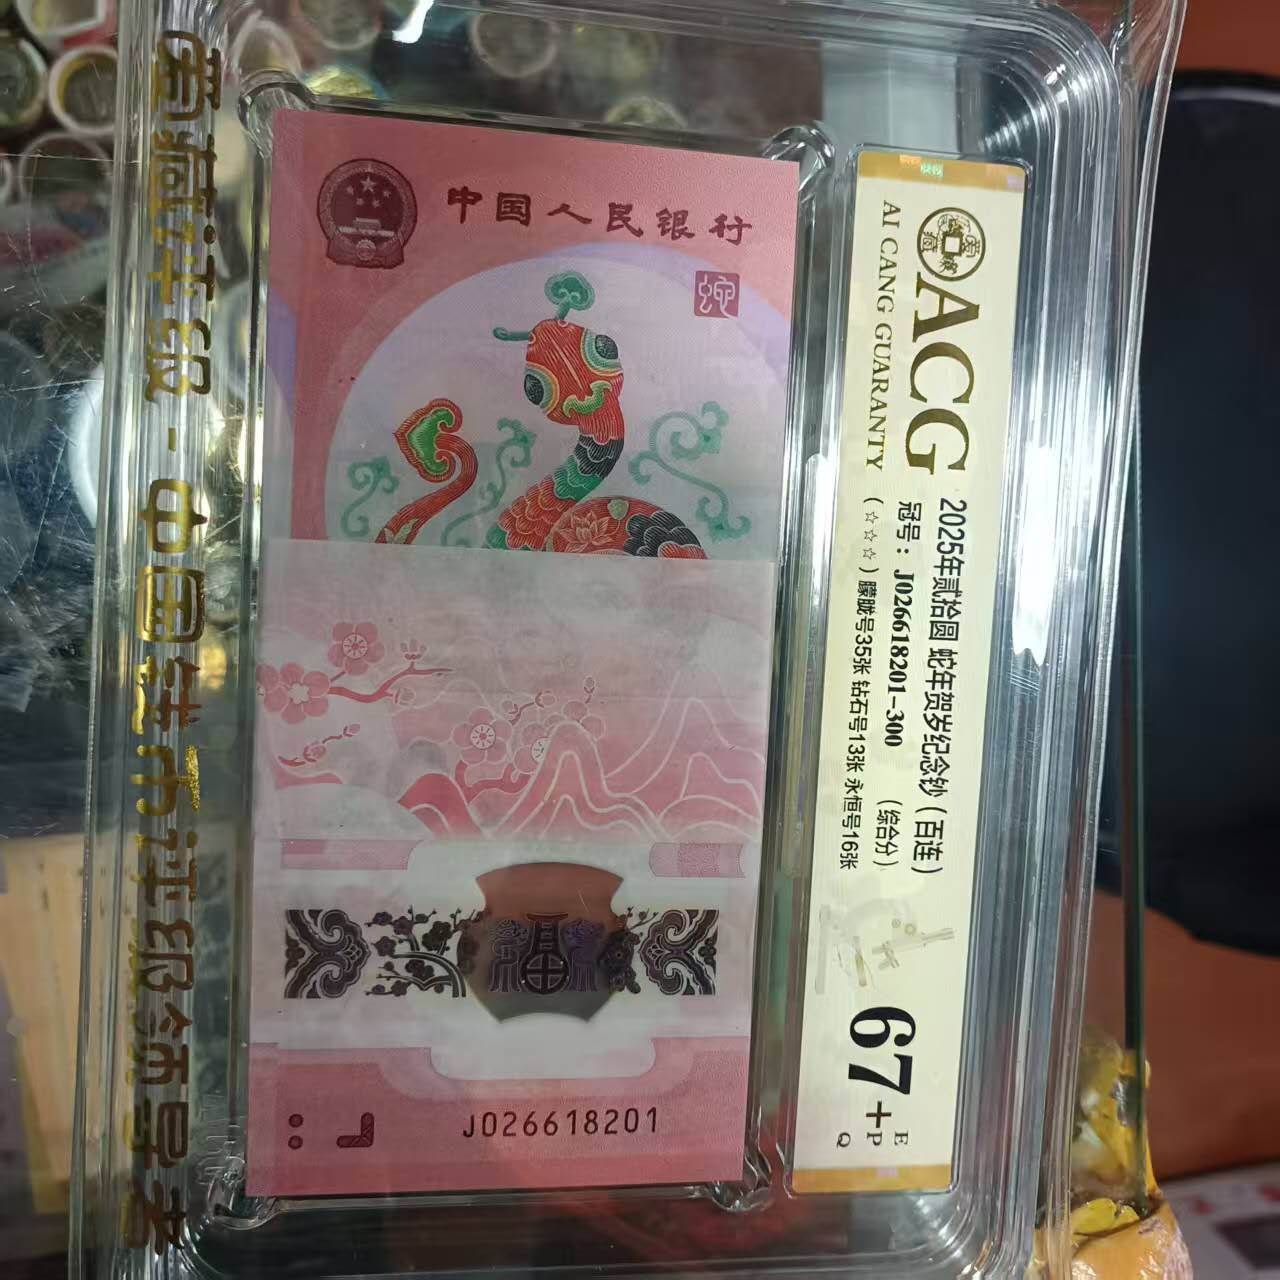 爱藏评级 - 中国钱币评级领导者
中国人民银行
蛇
福
J026618201
ACG
AI CANG GUARANTY
2025年贰拾圆 蛇年贺岁纪念钞（百连）
冠号：J026618201-300 （综合分）
（☆☆☆）朦胧号35张 钻石号13张 永恒号16张
67+
E
P
Q